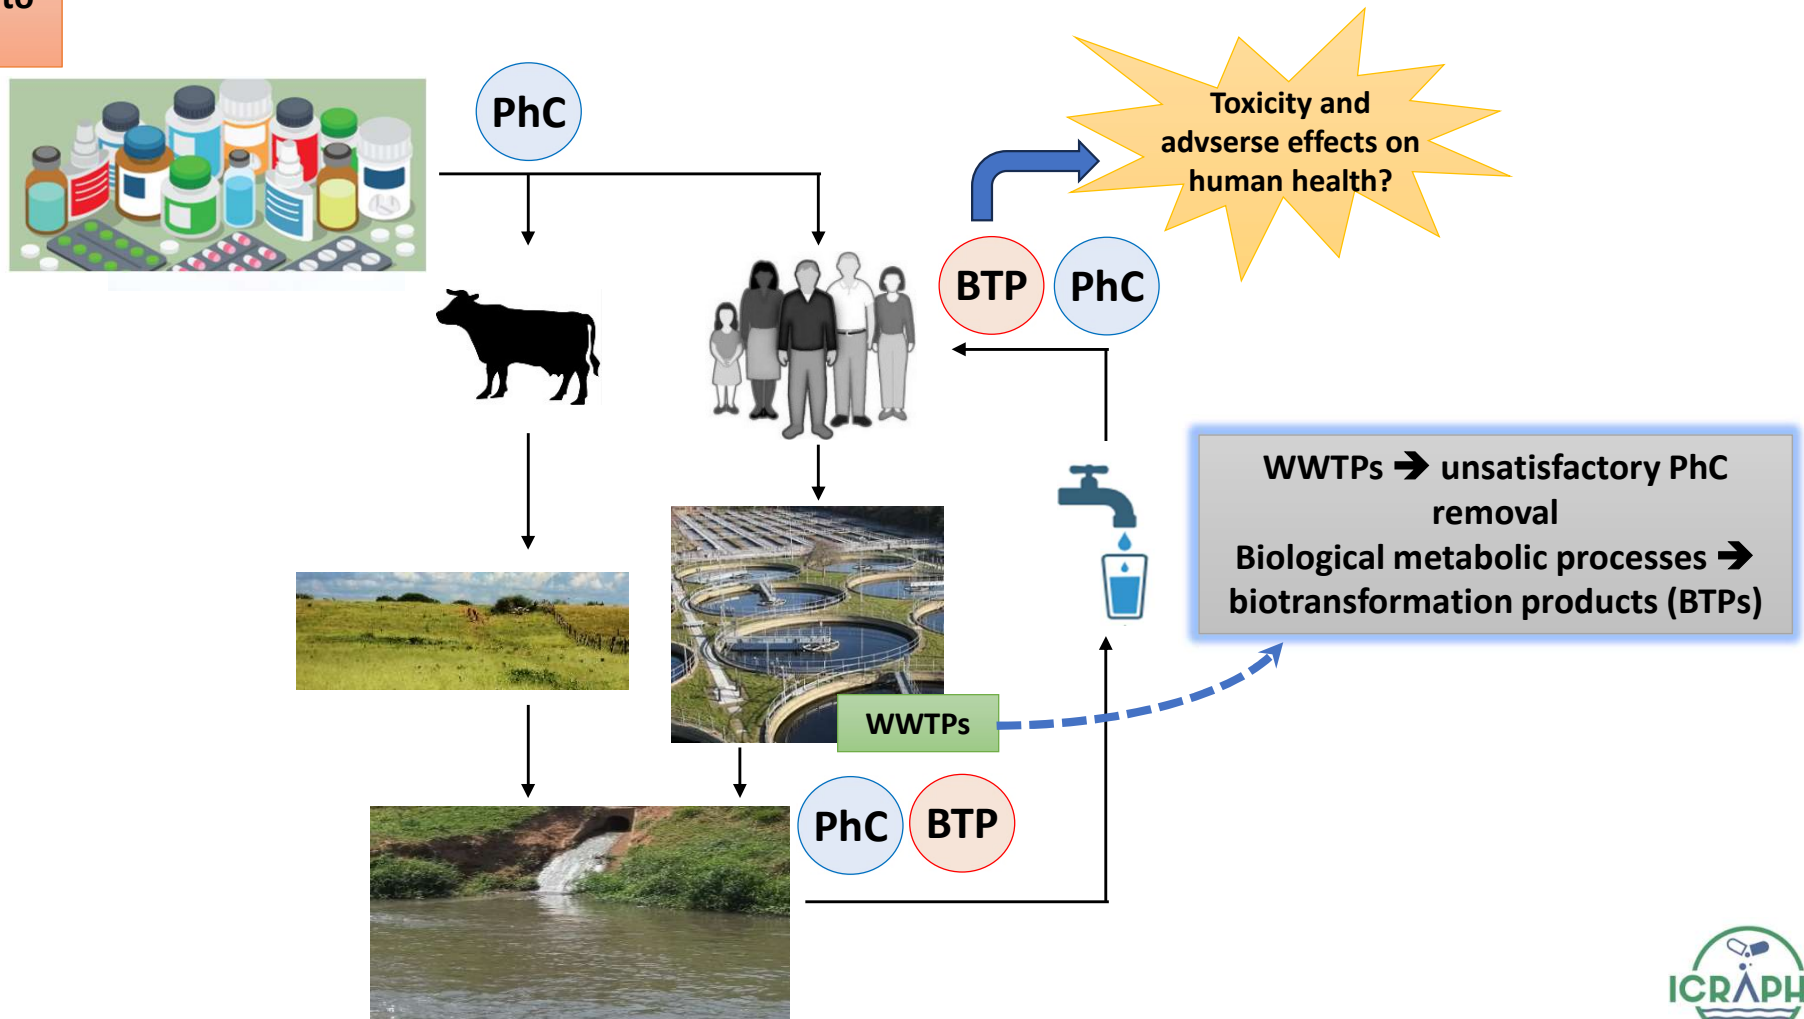 to
PhC
Toxicity and
advserse effects on
human health?
BTP
PhC
WWTPs ➔ unsatisfactory PhC
removal
Biological metabolic processes ➔
biotransformation products (BTPs)
WWTPs
PhC
BTP
ICRAPH